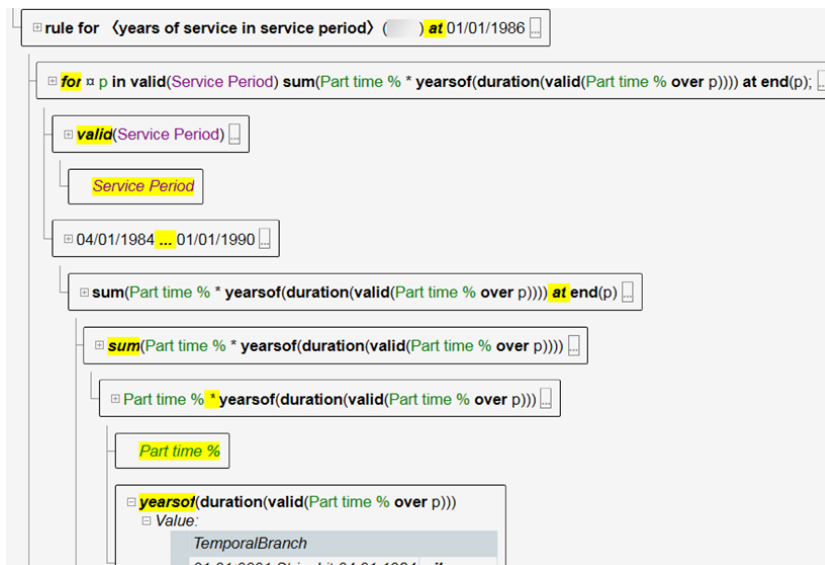 rule for ⟨years of service in service period⟩ ( ) at 01/01/1986 ...
for ¤ p in valid(Service Period) sum(Part time % * yearsof(duration(valid(Part time % over p)))) at end(p); ...
valid(Service Period) ...
Service Period
04/01/1984 ... 01/01/1990 ...
sum(Part time % * yearsof(duration(valid(Part time % over p)))) at end(p) ...
sum(Part time % * yearsof(duration(valid(Part time % over p)))) ...
Part time % * yearsof(duration(valid(Part time % over p))) ...
Part time %
yearsof(duration(valid(Part time % over p)))
Value:
TemporalBranch